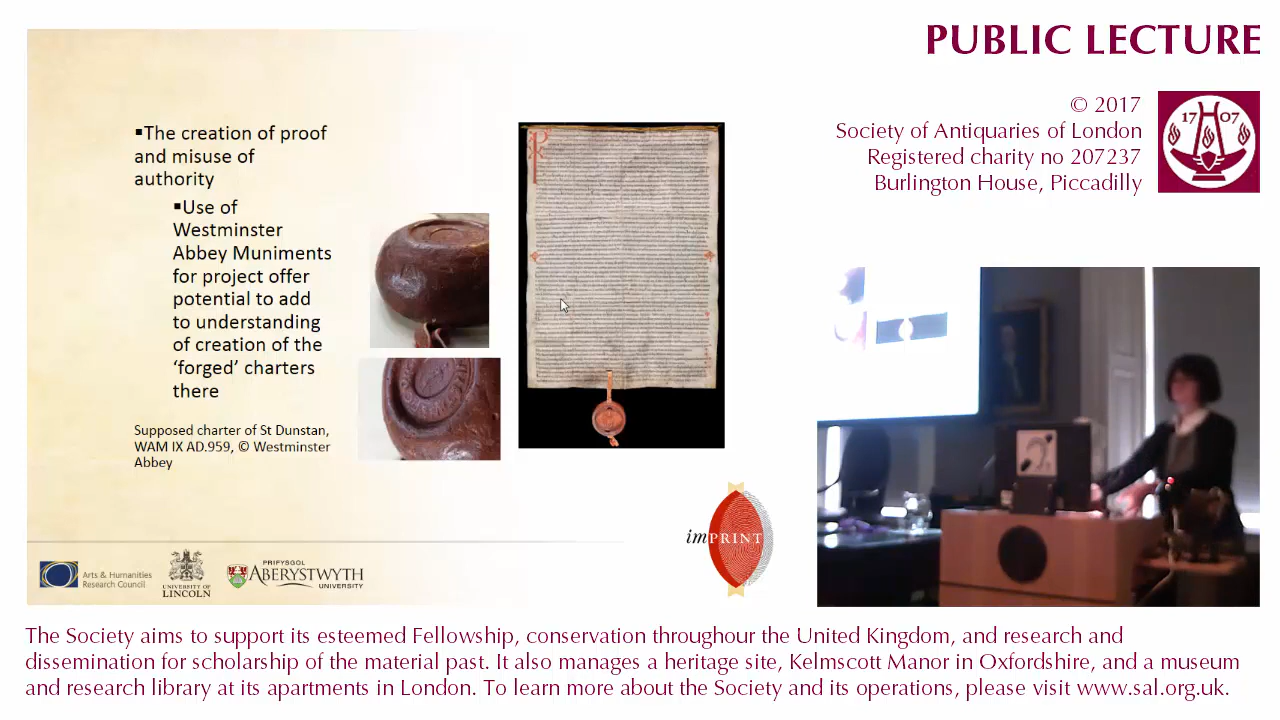 PUBLIC LECTURE
© 2017
Society of Antiquaries of London
Registered charity no 207237
Burlington House, Piccadilly
17 07
▪The creation of proof
and misuse of
authority
▪Use of
Westminster
Abbey Muniments
for project offer
potential to add
to understanding
of creation of the
‘forged’ charters
there
Supposed charter of St Dunstan,
WAM IX AD.959, © Westminster
Abbey
imPRINT
Arts & Humanities
Research Council
UNIVERSITY OF
LINCOLN
PRIFYSGOL
ABERYSTWYTH
UNIVERSITY
The Society aims to support its esteemed Fellowship, conservation throughour the United Kingdom, and research and
dissemination for scholarship of the material past. It also manages a heritage site, Kelmscott Manor in Oxfordshire, and a museum
and research library at its apartments in London. To learn more about the Society and its operations, please visit www.sal.org.uk.